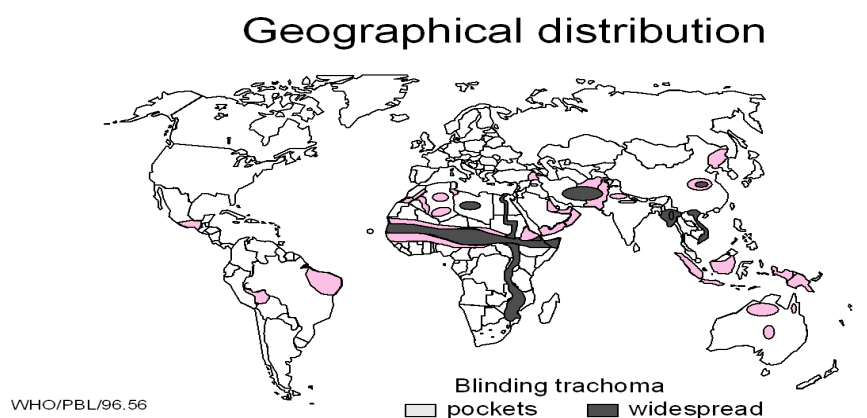 Geographical distribution
Blinding trachoma
pockets widespread
WHO/PBL/96.56